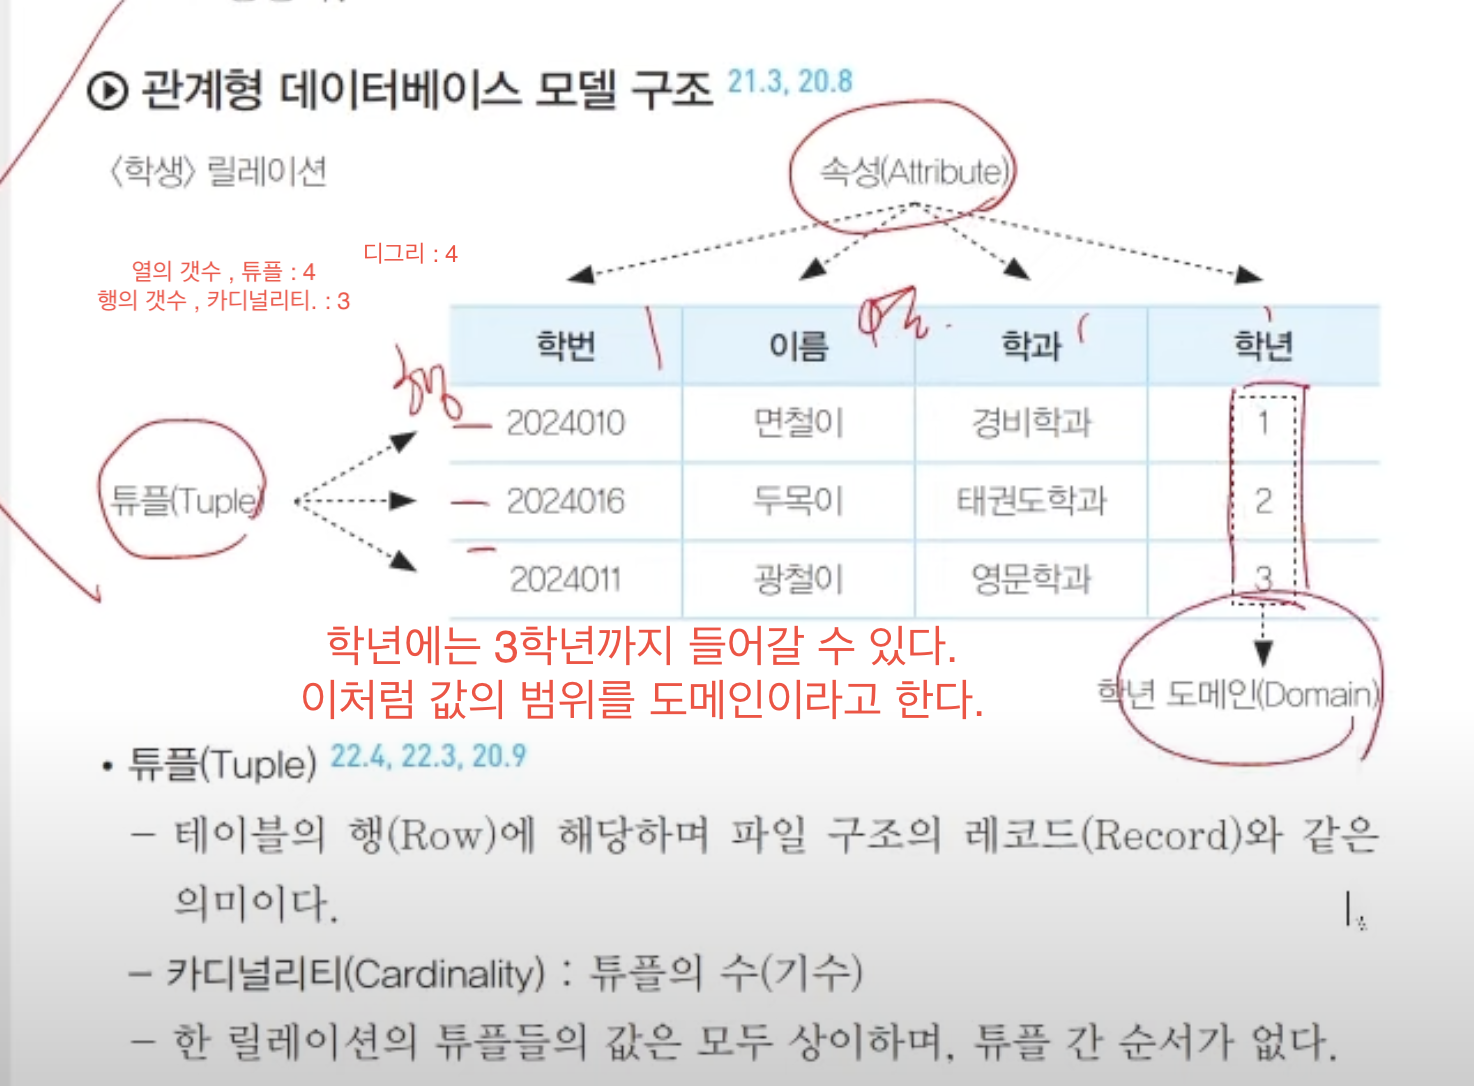 관계형 데이터베이스 모델 구조 21.3, 20.8
〈학생〉 릴레이션
속성(Attribute)
디그리 : 4
열의 갯수 , 튜플 : 4
행의 갯수 , 카디널리티. : 3
열
학번 이름 학과 학년
행
2024010 면철이 경비학과 1
튜플(Tuple)
2024016 두목이 태권도학과 2
2024011 광철이 영문학과 3
학년에는 3학년까지 들어갈 수 있다.
이처럼 값의 범위를 도메인이라고 한다.
학년 도메인(Domain)
• 튜플(Tuple) 22.4, 22.3, 20.9
– 테이블의 행(Row)에 해당하며 파일 구조의 레코드(Record)와 같은
의미이다.
– 카디널리티(Cardinality) : 튜플의 수(기수)
– 한 릴레이션의 튜플들의 값은 모두 상이하며, 튜플 간 순서가 없다.